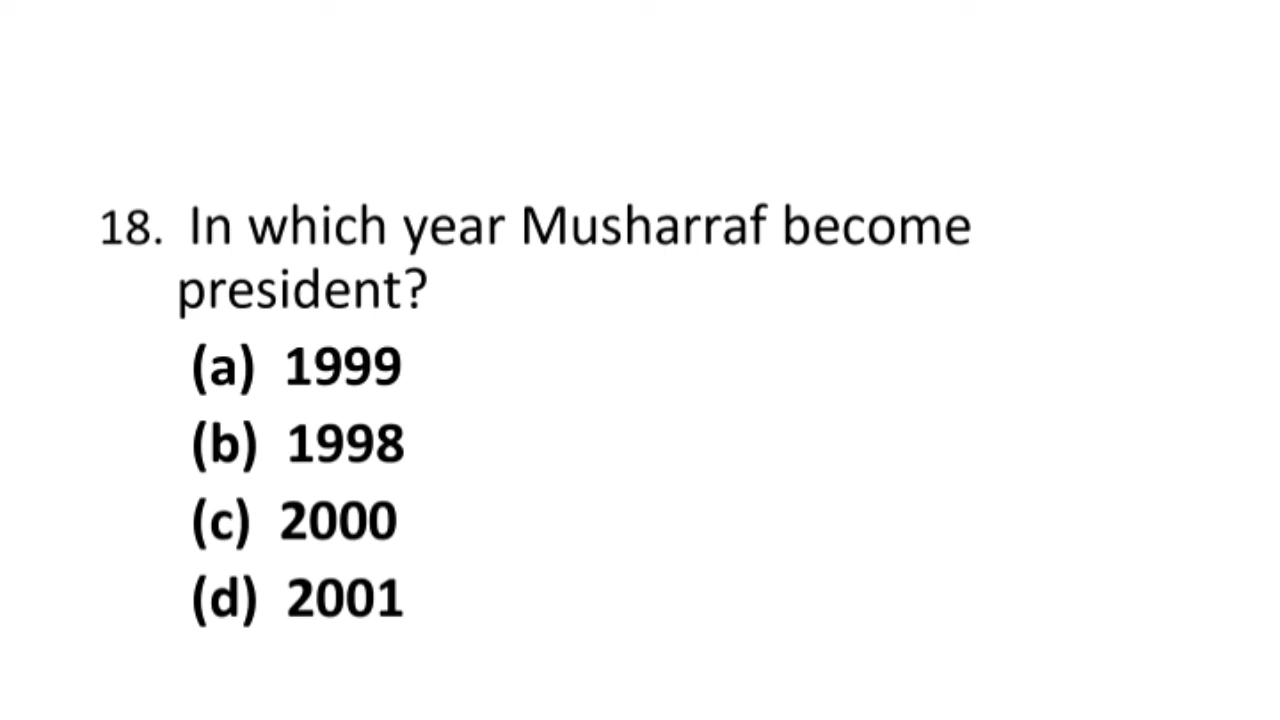 18. In which year Musharraf become
president?
(a) 1999
(b) 1998
(c) 2000
(d) 2001